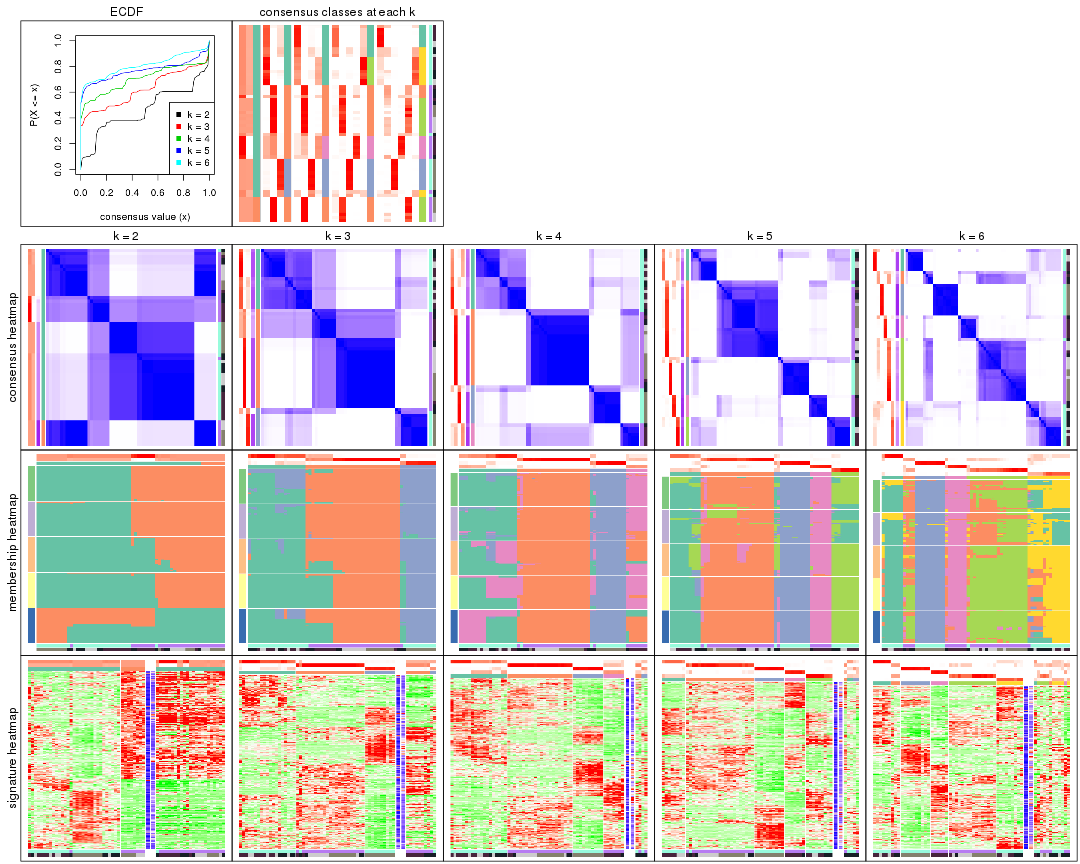 ECDF
consensus classes at each k
P(X <= x)
0.0 0.2 0.4 0.6 0.8 1.0
k = 2
k = 3
k = 4
k = 5
k = 6
0.0 0.2 0.4 0.6 0.8 1.0
consensus value (x)
k = 2 k = 3 k = 4 k = 5 k = 6
consensus heatmap
membership heatmap
signature heatmap